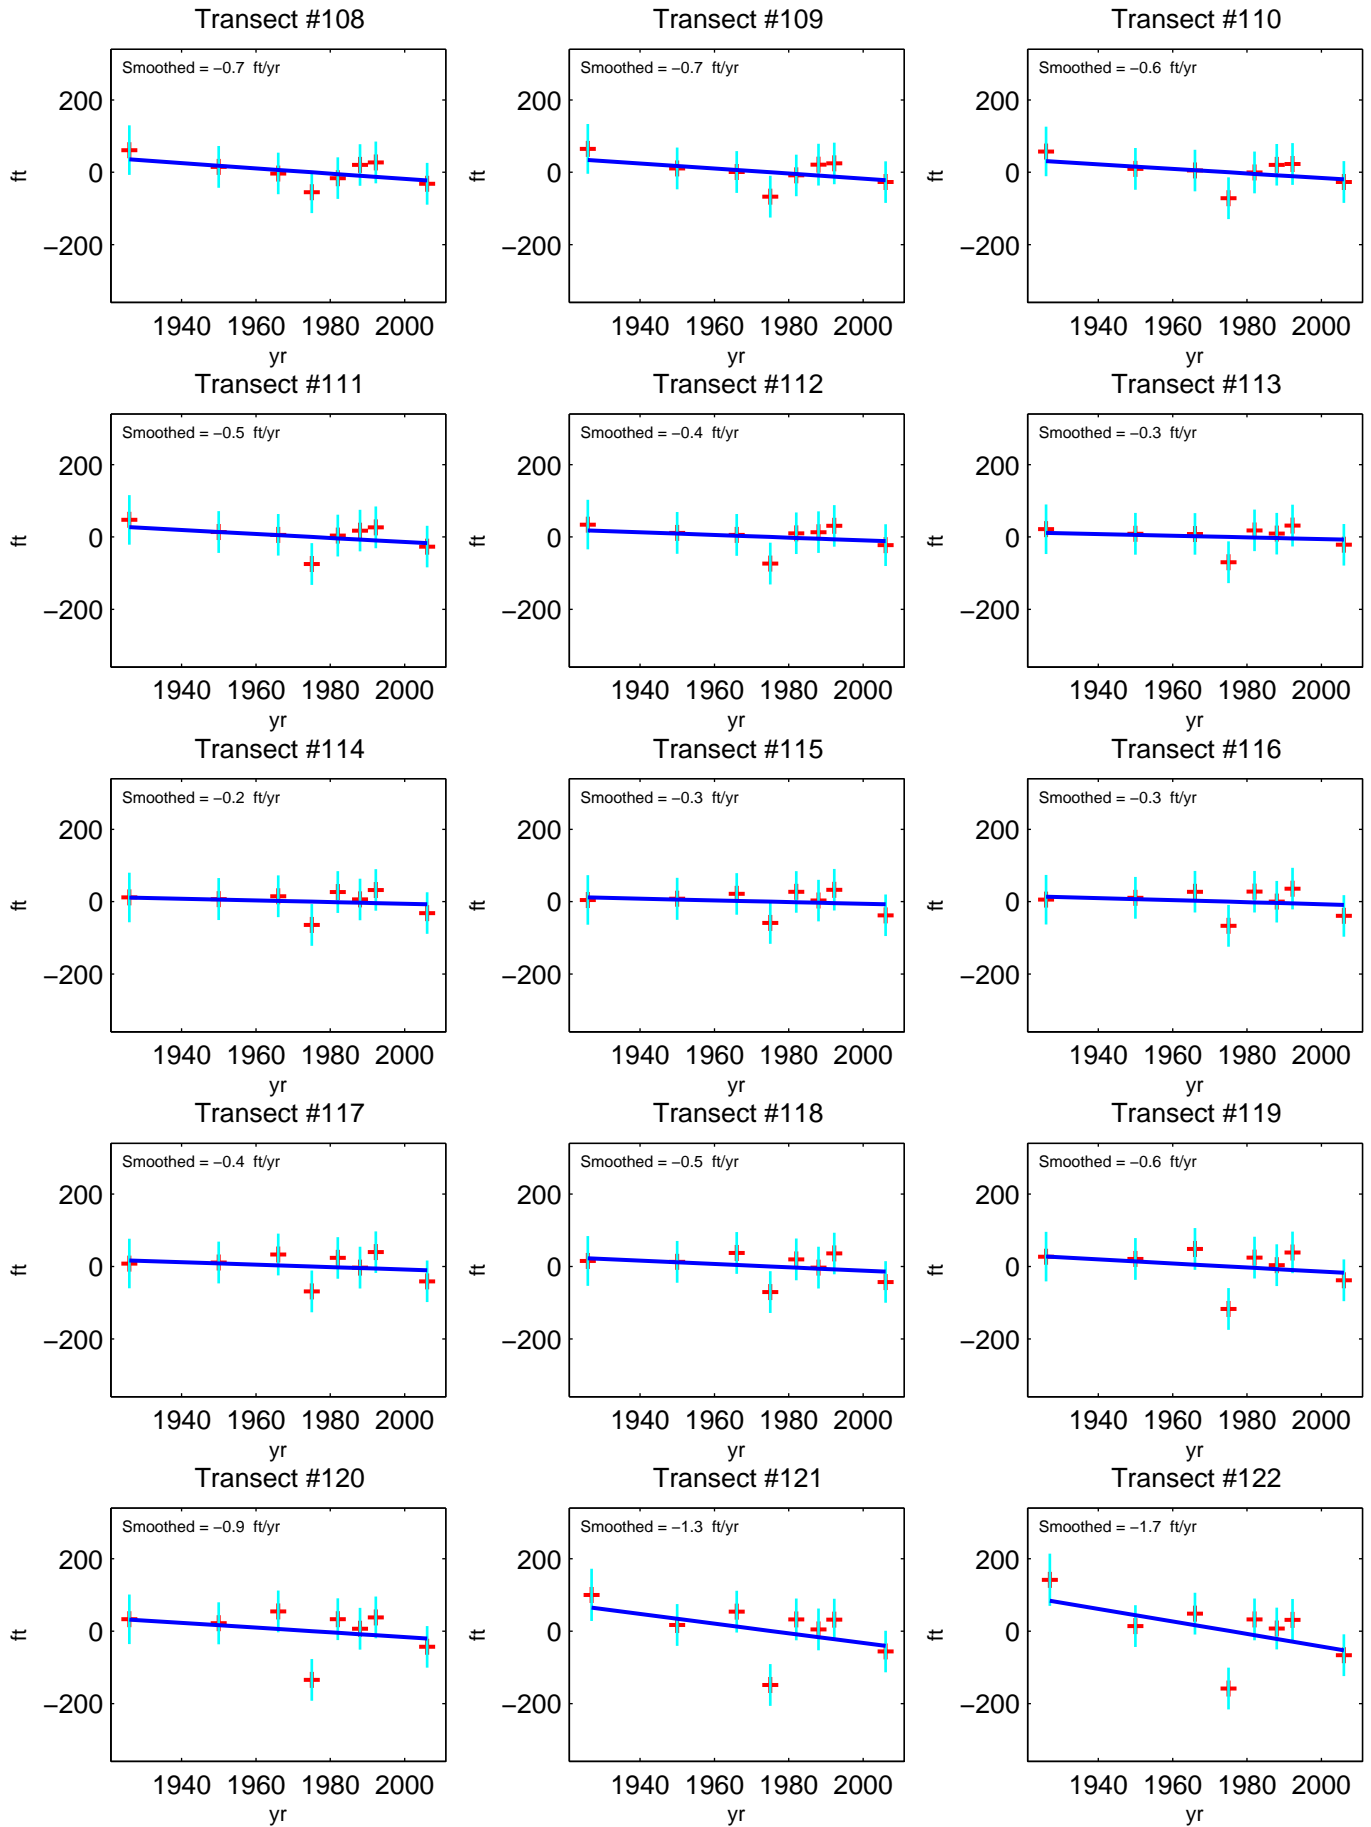 Transect #108 Transect #109 Transect #110
Smoothed = −0.7 ft/yr Smoothed = −0.7 ft/yr Smoothed = −0.6 ft/yr
200 200 200
0 0 0
ft ft ft
−200 −200 −200
1940 1960 1980 2000 1940 1960 1980 2000 1940 1960 1980 2000
yr yr yr
Transect #111 Transect #112 Transect #113
Smoothed = −0.5 ft/yr Smoothed = −0.4 ft/yr Smoothed = −0.3 ft/yr
200 200 200
0 0 0
ft ft ft
−200 −200 −200
1940 1960 1980 2000 1940 1960 1980 2000 1940 1960 1980 2000
yr yr yr
Transect #114 Transect #115 Transect #116
Smoothed = −0.2 ft/yr Smoothed = −0.3 ft/yr Smoothed = −0.3 ft/yr
200 200 200
0 0 0
ft ft ft
−200 −200 −200
1940 1960 1980 2000 1940 1960 1980 2000 1940 1960 1980 2000
yr yr yr
Transect #117 Transect #118 Transect #119
Smoothed = −0.4 ft/yr Smoothed = −0.5 ft/yr Smoothed = −0.6 ft/yr
200 200 200
0 0 0
ft ft ft
−200 −200 −200
1940 1960 1980 2000 1940 1960 1980 2000 1940 1960 1980 2000
yr yr yr
Transect #120 Transect #121 Transect #122
Smoothed = −0.9 ft/yr Smoothed = −1.3 ft/yr Smoothed = −1.7 ft/yr
200 200 200
0 0 0
ft ft ft
−200 −200 −200
1940 1960 1980 2000 1940 1960 1980 2000 1940 1960 1980 2000
yr yr yr